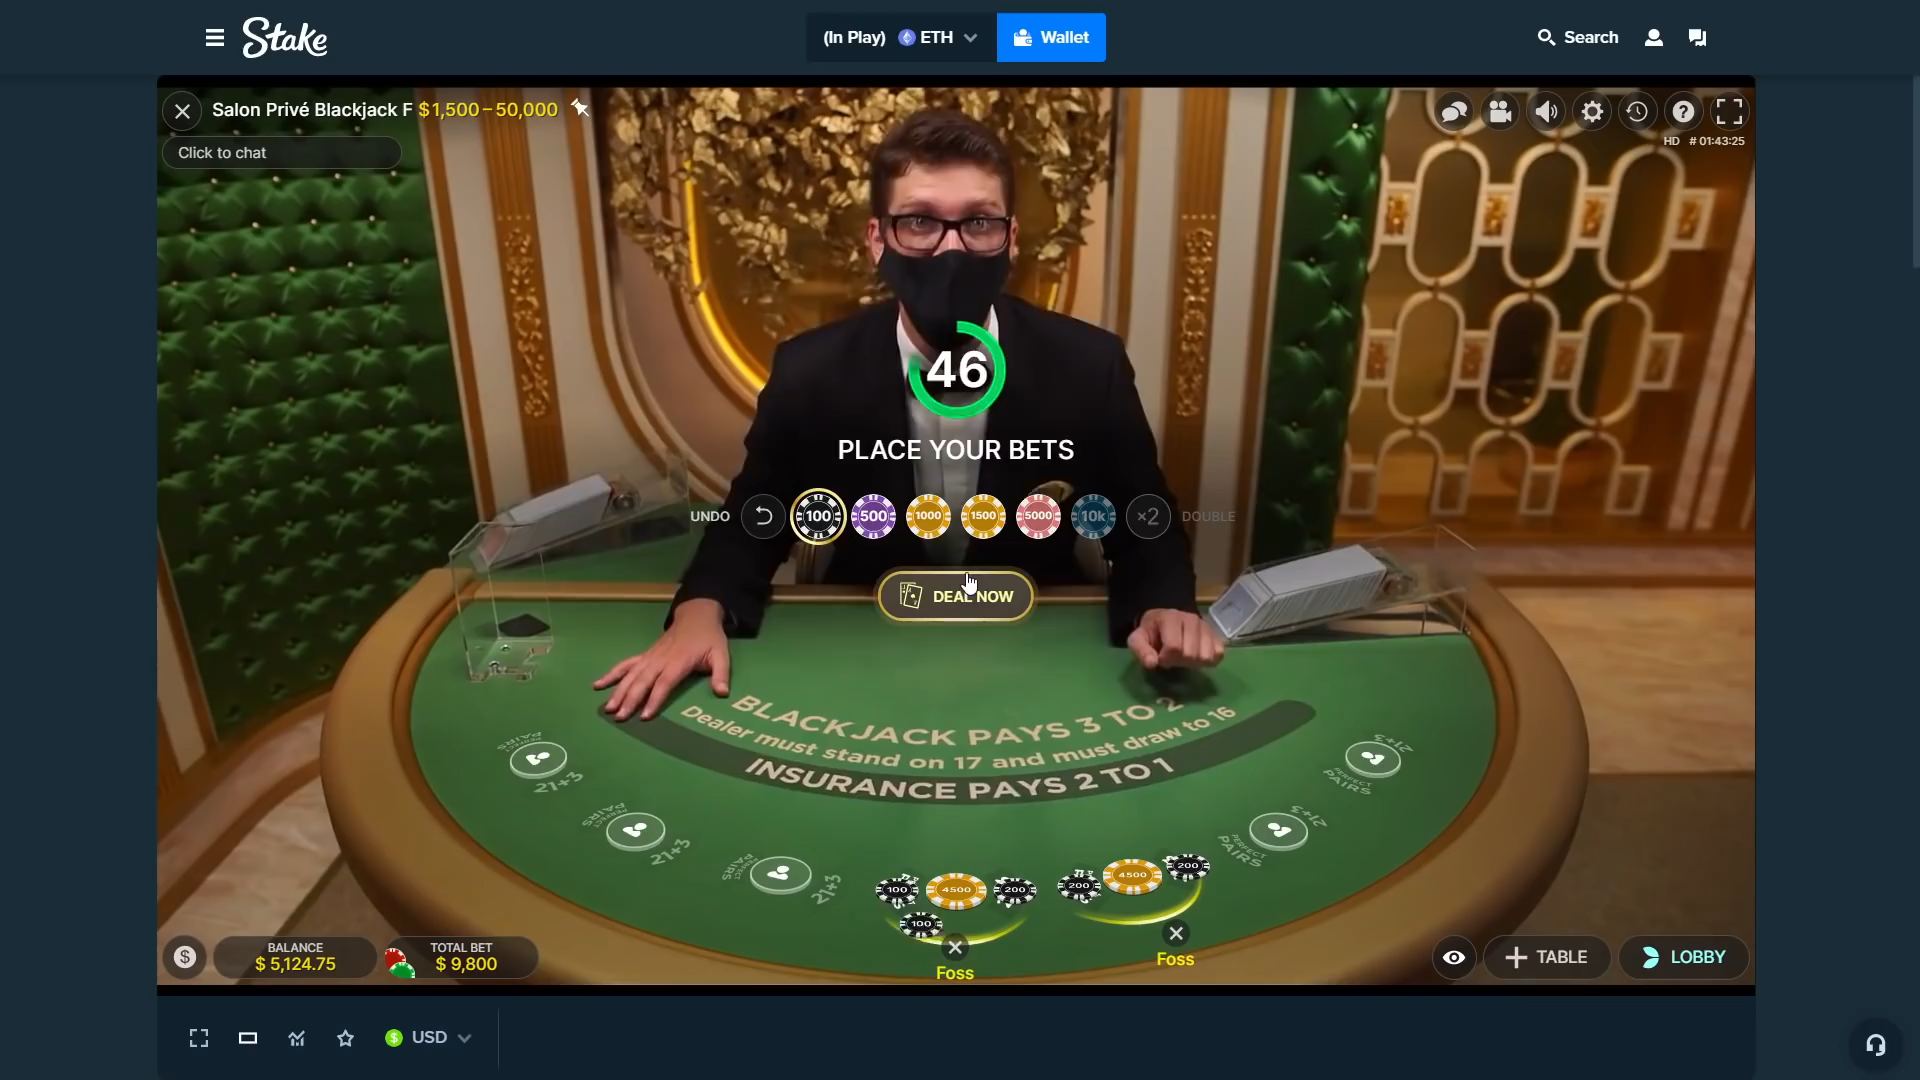 Stake
(In Play) ETH
Wallet
Search
Salon Privé Blackjack F $1,500–50,000
Click to chat
HD # 01:43:25
46
PLACE YOUR BETS
UNDO
100
500
1000
1500
5000
10k
×2
DOUBLE
DEAL NOW
BLACKJACK PAYS 3 TO 2
Dealer must stand on 17 and must draw to 16
INSURANCE PAYS 2 TO 1
PERFECT PAIRS
21+3
PERFECT PAIRS
21+3
PERFECT PAIRS
21+3
21+3
PERFECT PAIRS
21+3
PERFECT PAIRS
100
4500
200
100
200
4500
200
Foss
Foss
$
BALANCE
$ 5,124.75
TOTAL BET
$ 9,800
TABLE
LOBBY
USD